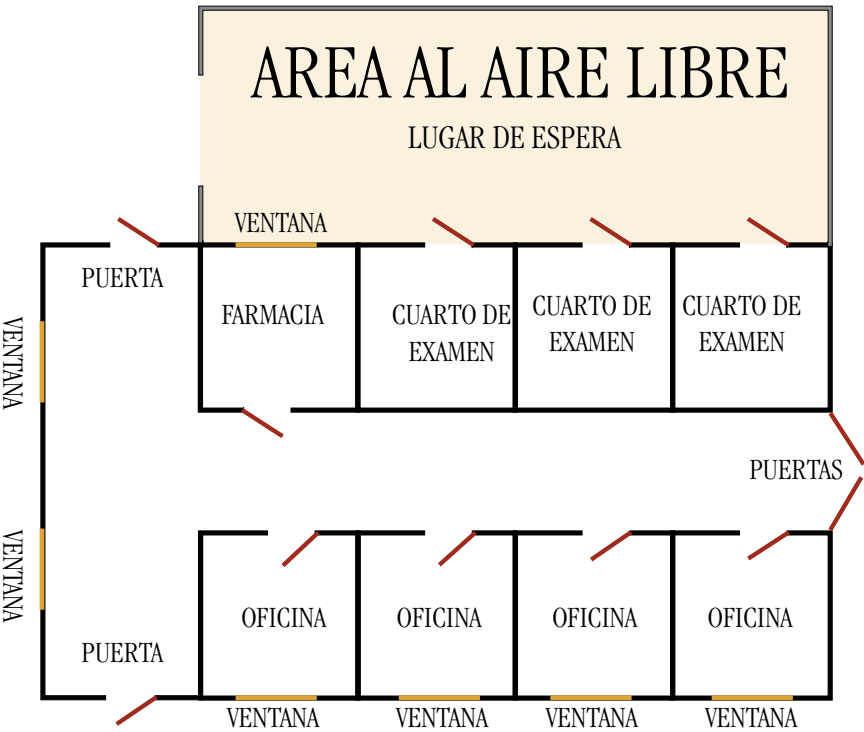 AREA AL AIRE LIBRE
LUGAR DE ESPERA
VENTANA
PUERTA
FARMACIA
CUARTO DE
EXAMEN
CUARTO DE
EXAMEN
CUARTO DE
EXAMEN
VENTANA
PUERTAS
VENTANA
OFICINA
OFICINA
OFICINA
OFICINA
PUERTA
VENTANA
VENTANA
VENTANA
VENTANA